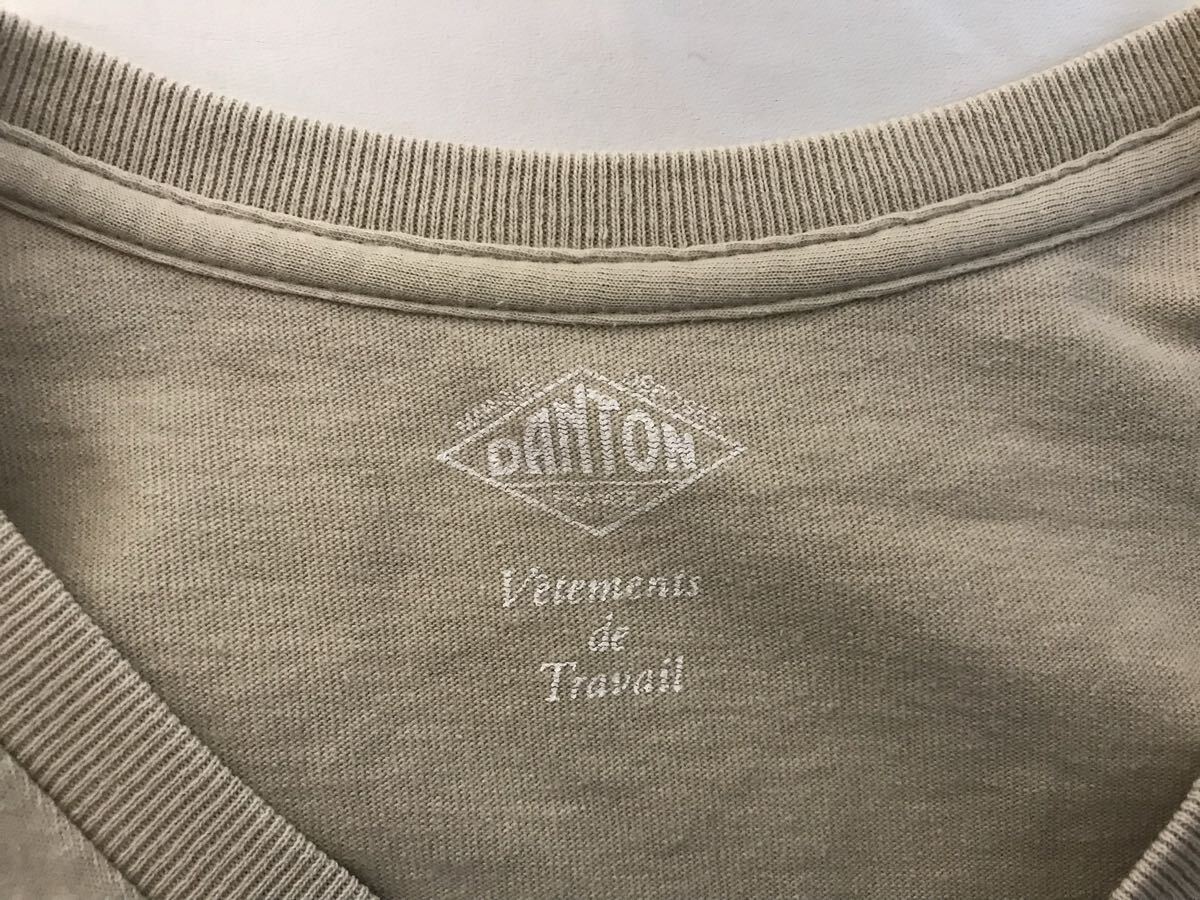 DANTON
Vêtements
de
Travail